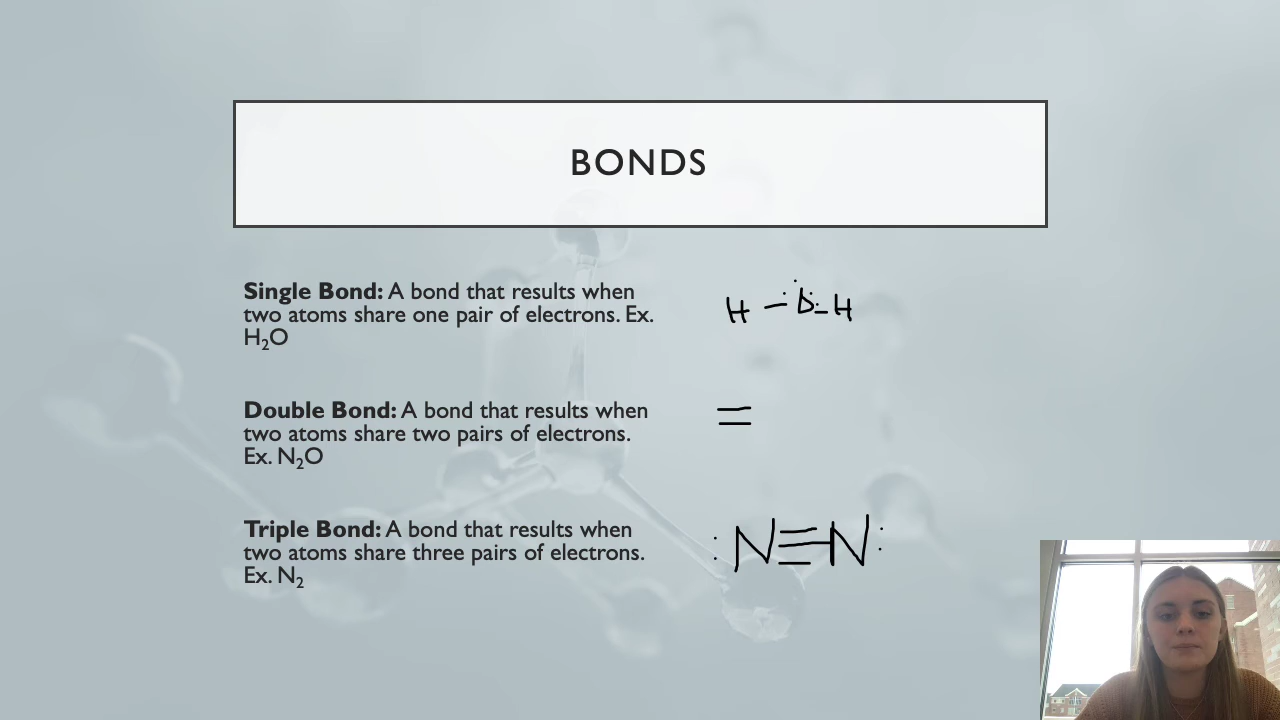 BONDS
Single Bond: A bond that results when
two atoms share one pair of electrons. Ex.
H₂O
H – Ö – H
Double Bond: A bond that results when
two atoms share two pairs of electrons.
Ex. N₂O
=
Triple Bond: A bond that results when
two atoms share three pairs of electrons.
Ex. N₂
:N≡N: